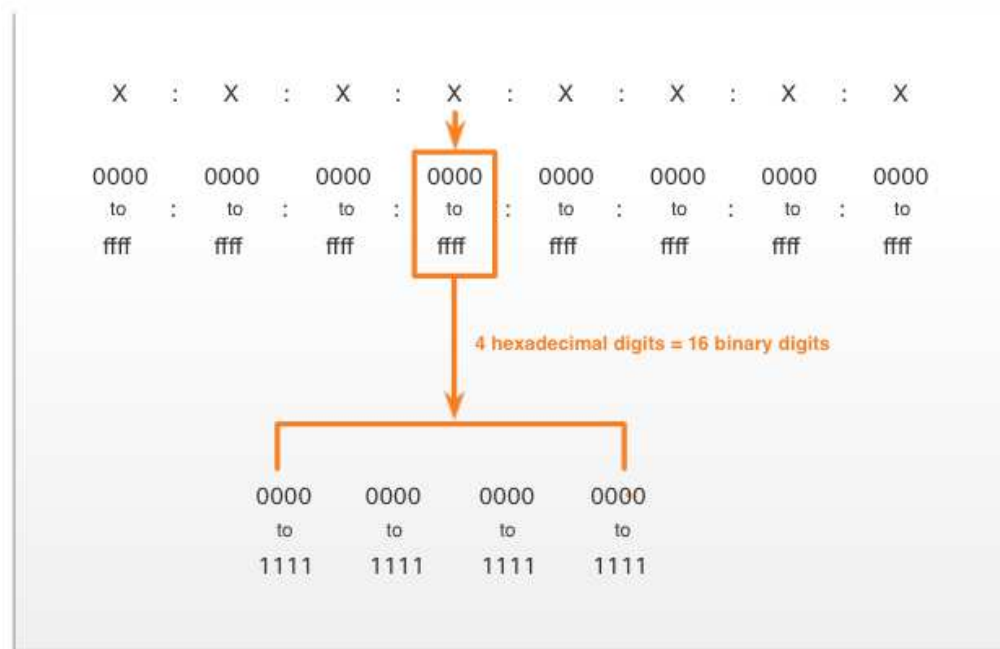 X : X : X : X : X : X : X : X
0000 0000 0000 0000 0000 0000 0000 0000
to : to : to : to : to : to : to : to
ffff ffff ffff ffff ffff ffff ffff ffff
4 hexadecimal digits = 16 binary digits
0000 0000 0000 0000
to to to to
1111 1111 1111 1111